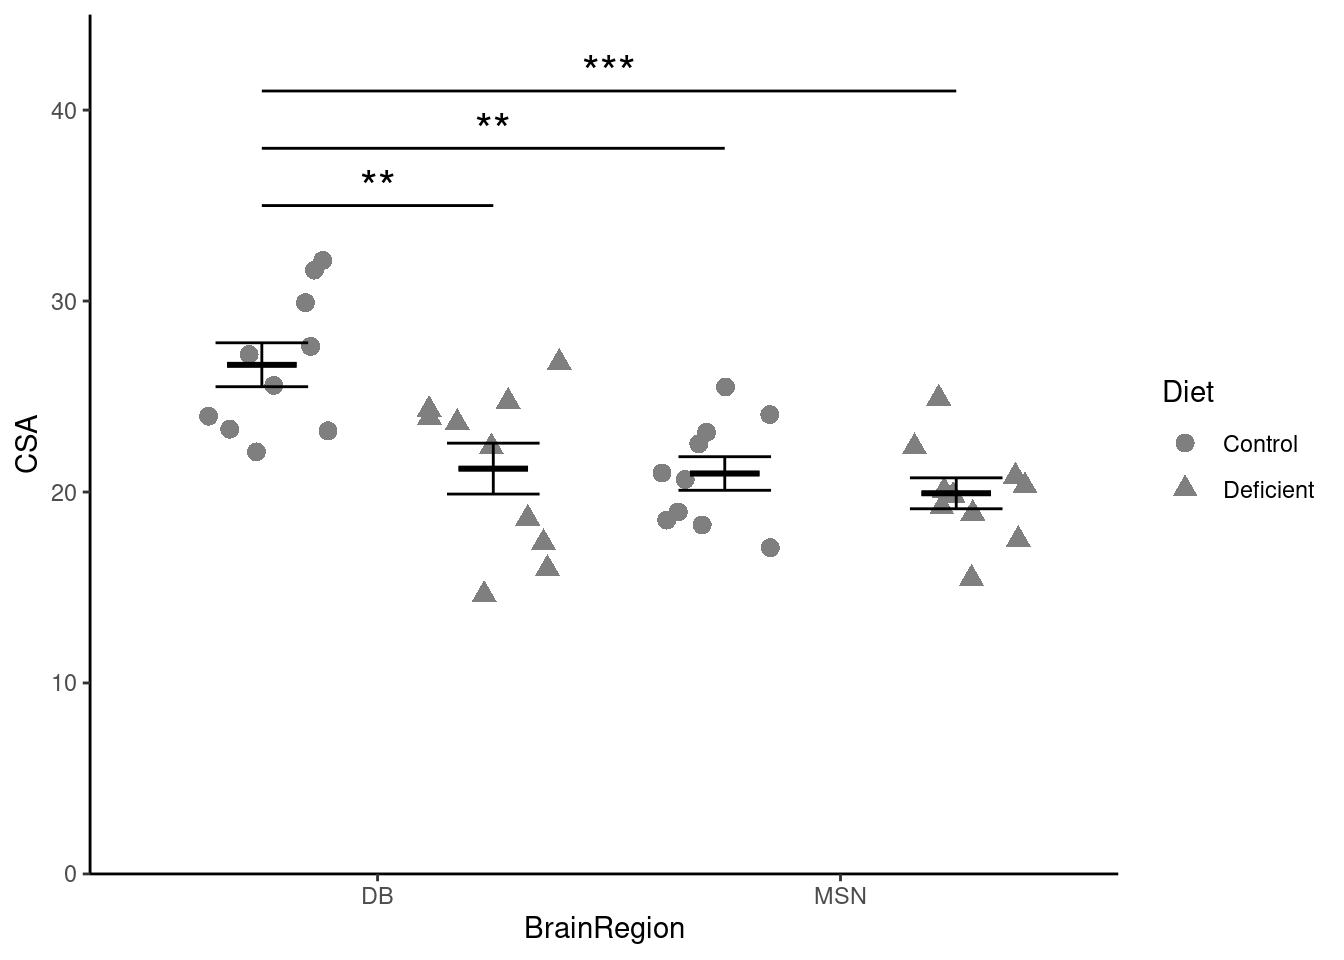 ***
**
**
40
30
20
10
0
CSA
DB
MSN
BrainRegion
Diet
Control
Deficient